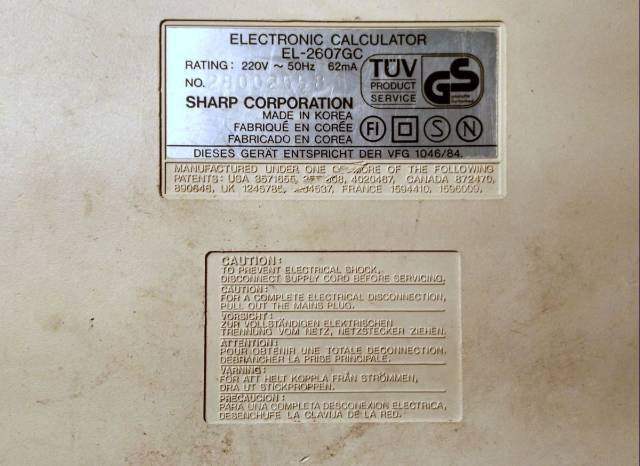 ELECTRONIC CALCULATOR
EL-2607GC
RATING: 220V ~ 50Hz 62mA
NO.
SHARP CORPORATION
MADE IN KOREA
FABRIQUÉ EN CORÉE
FABRICADO EN COREA
TÜV
PRODUCT
SERVICE
GS
FI S N
DIESES GERÄT ENTSPRICHT DER VFG 1046/84.
MANUFACTURED UNDER ONE OR MORE OF THE FOLLOWING
PATENTS: USA 4020467, CANADA 872470,
890646, UK FRANCE 1594410, 1596009.
CAUTION:
TO PREVENT ELECTRICAL SHOCK,
DISCONNECT SUPPLY CORD BEFORE SERVICING.
CAUTION:
FOR A COMPLETE ELECTRICAL DISCONNECTION,
PULL OUT THE MAINS PLUG.
VORSICHT:
ZUR VOLLSTÄNDIGEN ELEKTRISCHEN
TRENNUNG VOM NETZ, NETZSTECKER ZIEHEN.
ATTENTION:
POUR OBTENIR UNE TOTALE DECONNECTION,
DEBRANCHER LA PRISE PRINCIPALE.
VARNING:
FÖR ATT HELT KOPPLA FRÅN STRÖMMEN,
DRA UT STICKPROPPEN.
PRECAUCION:
PARA UNA COMPLETA DESCONEXION ELECTRICA,
DESENCHUFE LA CLAVIJA DE LA RED.